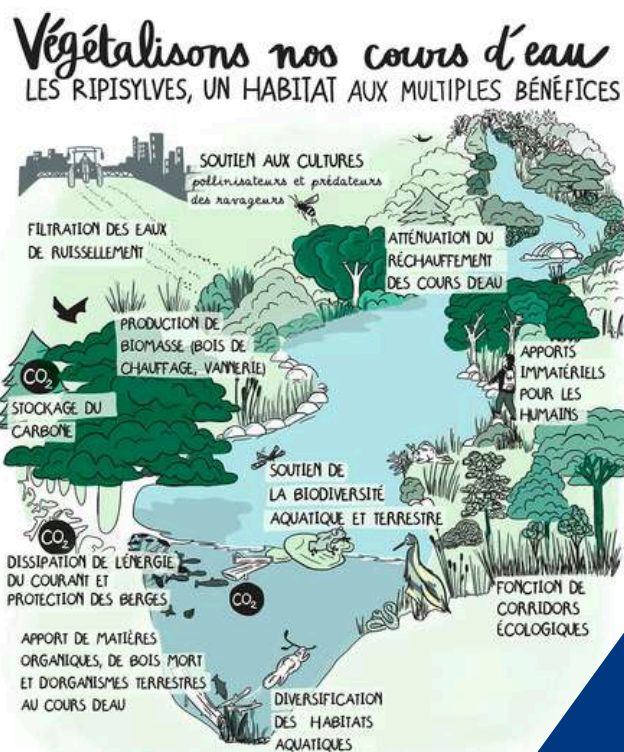 Végétalisons nos cours d'eau
LES RIPISYLVES, UN HABITAT AUX MULTIPLES BÉNÉFICES
SOUTIEN AUX CULTURES
pollinisateurs et prédateurs
des ravageurs
FILTRATION DES EAUX
DE RUISSELLEMENT
ATTÉNUATION DU
RÉCHAUFFEMENT
DES COURS D'EAU
PRODUCTION DE
BIOMASSE (BOIS DE
CHAUFFAGE, VANNERIE)
CO2
STOCKAGE DU
CARBONE
APPORTS
IMMATÉRIELS
POUR LES
HUMAINS
SOUTIEN DE
LA BIODIVERSITÉ
AQUATIQUE ET TERRESTRE
CO2
DISSIPATION DE L'ÉNERGIE
DU COURANT ET
PROTECTION DES BERGES
CO2
FONCTION DE
CORRIDORS
ÉCOLOGIQUES
APPORT DE MATIÈRES
ORGANIQUES, DE BOIS MORT
ET D'ORGANISMES TERRESTRES
AU COURS D'EAU
DIVERSIFICATION
DES HABITATS
AQUATIQUES